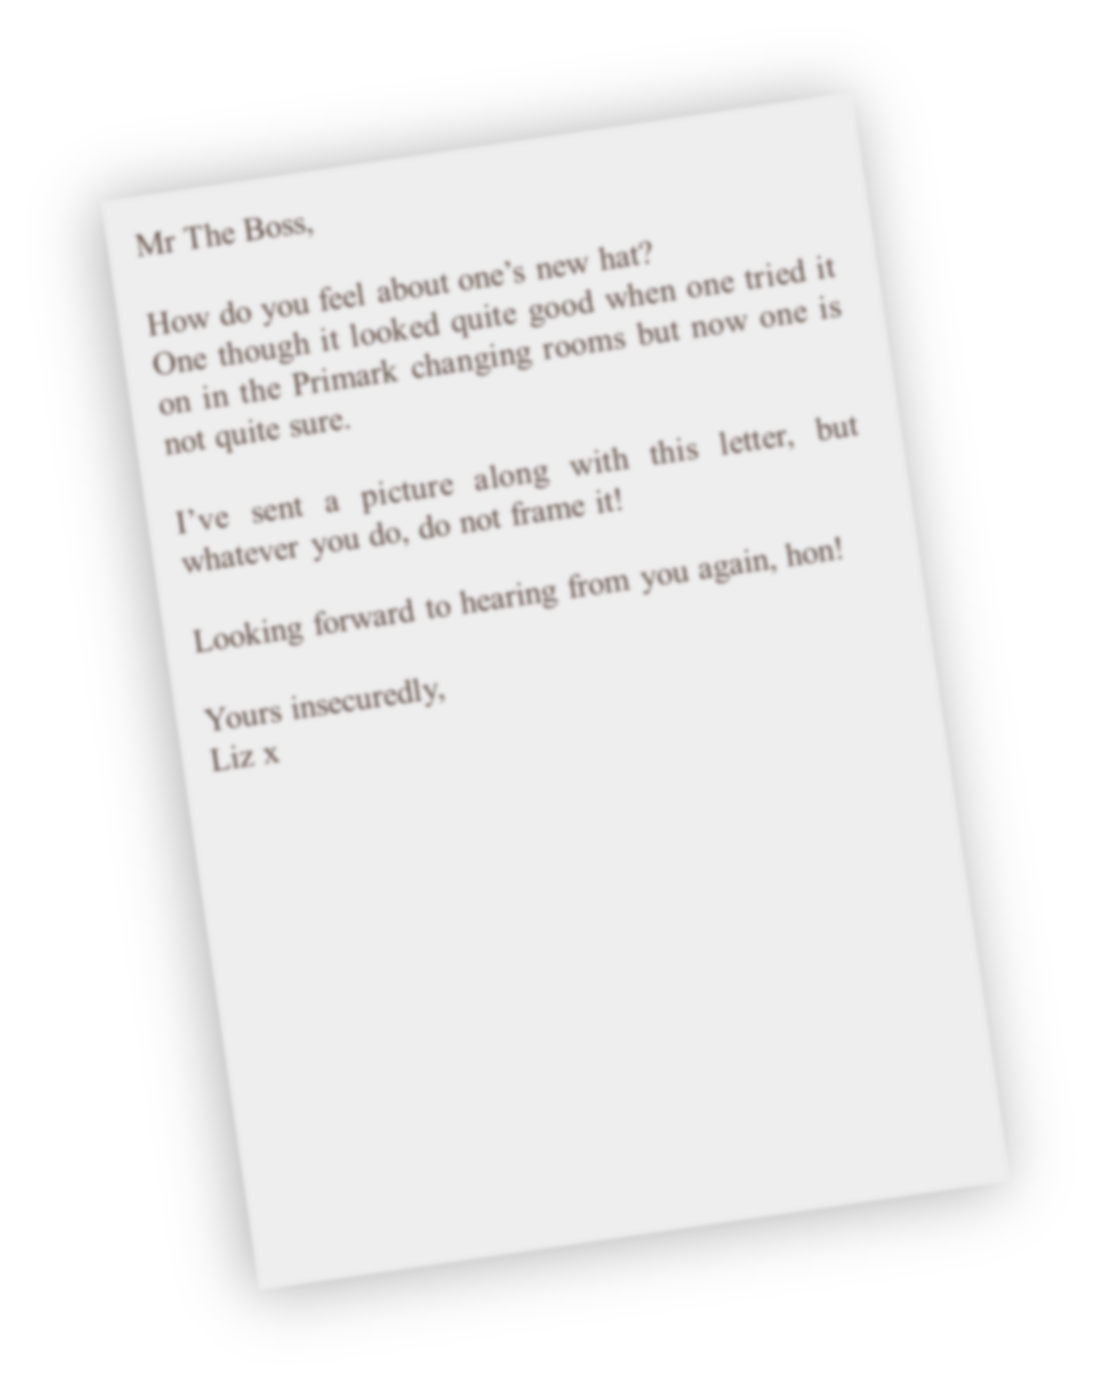 Mr The Boss,
How do you feel about one’s new hat?
One though it looked quite good when one tried it
on in the Primark changing rooms but now one is
not quite sure.
I’ve sent a picture along with this letter, but
whatever you do, do not frame it!
Looking forward to hearing from you again, hon!
Yours insecuredly,
Liz x